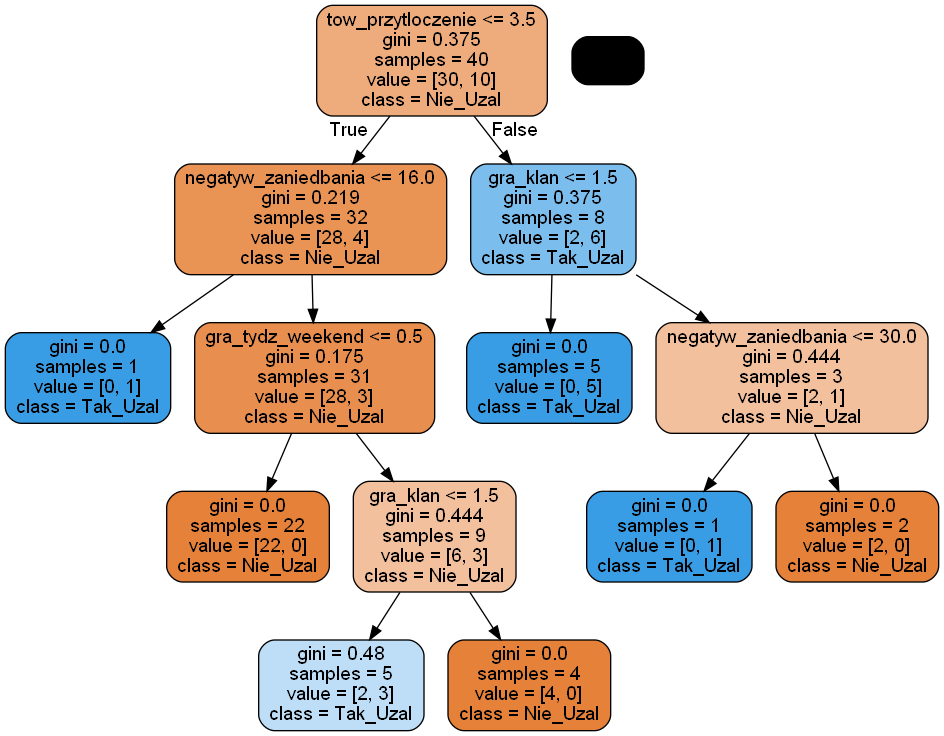 tow_przytloczenie <= 3.5
gini = 0.375
samples = 40
value = [30, 10]
class = Nie_Uzal
True
False
negatyw_zaniedbania <= 16.0
gini = 0.219
samples = 32
value = [28, 4]
class = Nie_Uzal
gra_klan <= 1.5
gini = 0.375
samples = 8
value = [2, 6]
class = Tak_Uzal
gini = 0.0
samples = 1
value = [0, 1]
class = Tak_Uzal
gra_tydz_weekend <= 0.5
gini = 0.175
samples = 31
value = [28, 3]
class = Nie_Uzal
gini = 0.0
samples = 5
value = [0, 5]
class = Tak_Uzal
negatyw_zaniedbania <= 30.0
gini = 0.444
samples = 3
value = [2, 1]
class = Nie_Uzal
gini = 0.0
samples = 22
value = [22, 0]
class = Nie_Uzal
gra_klan <= 1.5
gini = 0.444
samples = 9
value = [6, 3]
class = Nie_Uzal
gini = 0.0
samples = 1
value = [0, 1]
class = Tak_Uzal
gini = 0.0
samples = 2
value = [2, 0]
class = Nie_Uzal
gini = 0.48
samples = 5
value = [2, 3]
class = Tak_Uzal
gini = 0.0
samples = 4
value = [4, 0]
class = Nie_Uzal